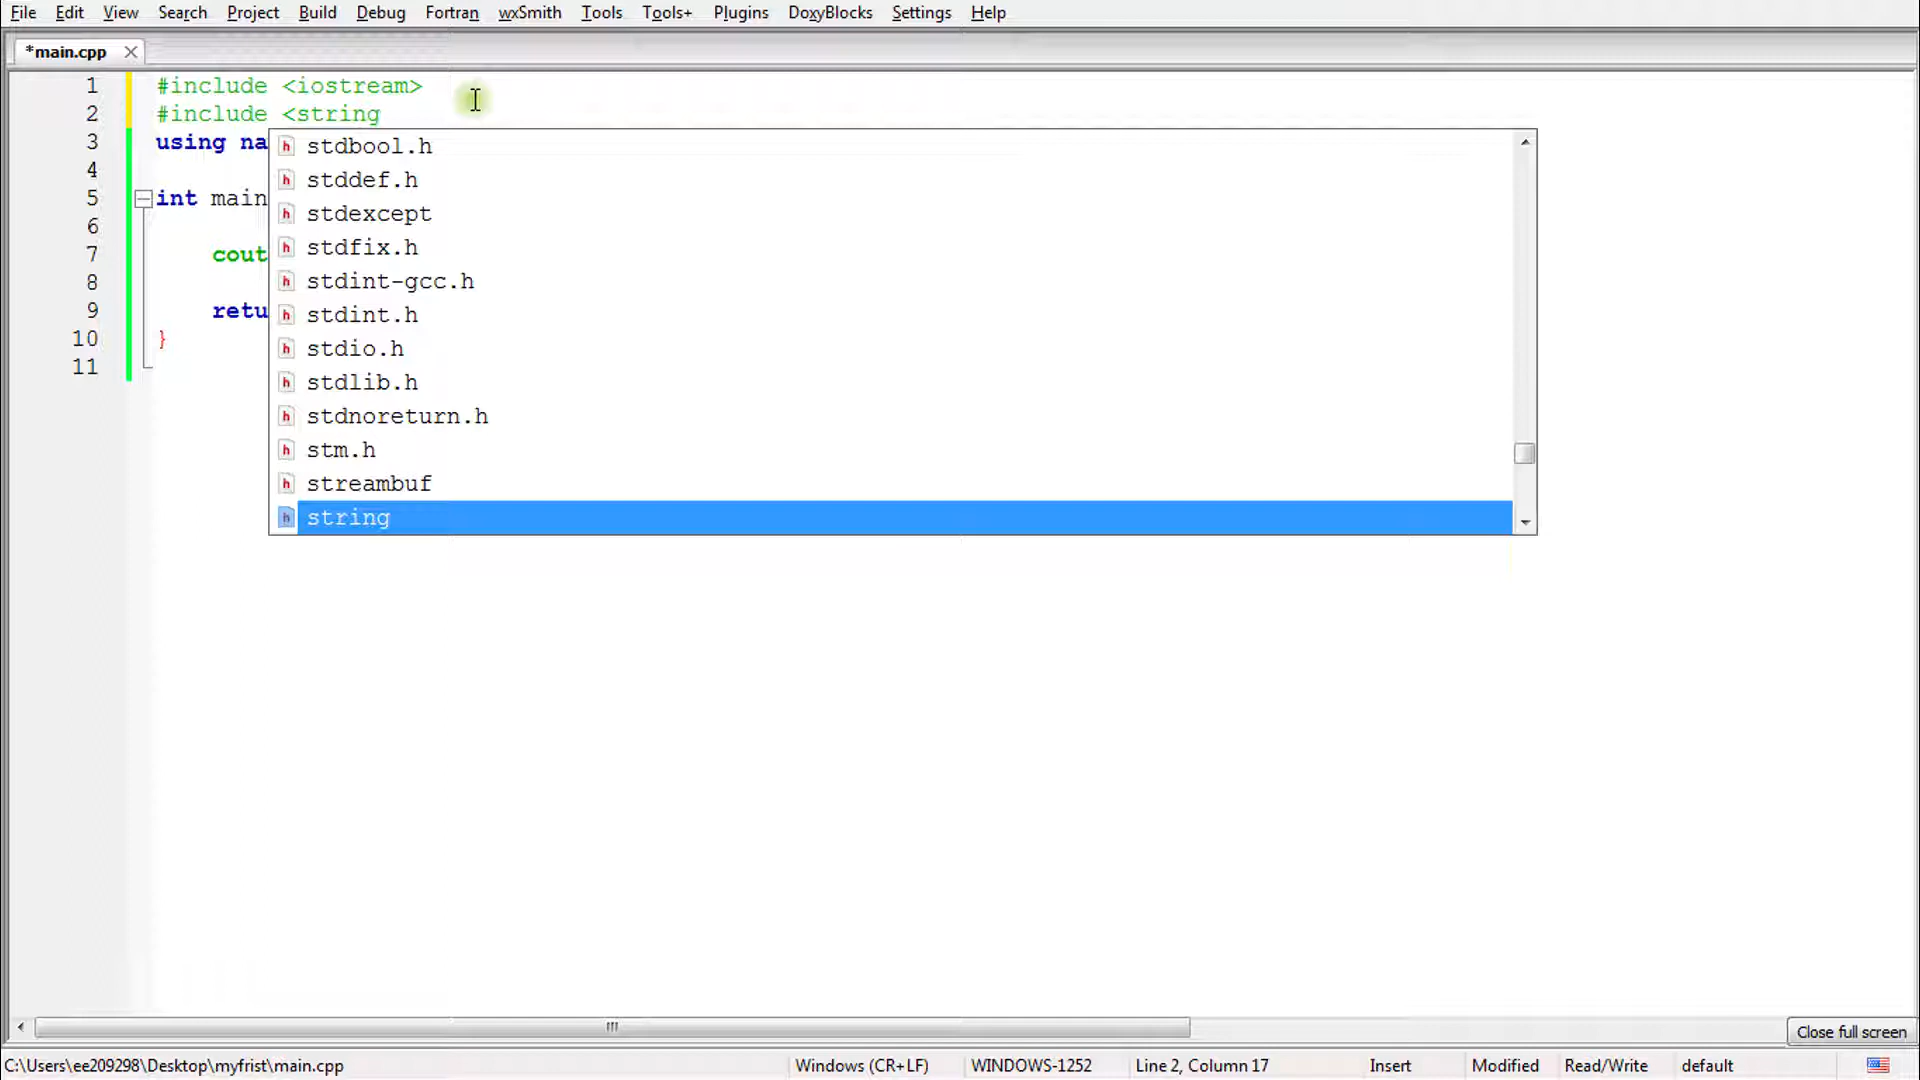 File Edit View Search Project Build Debug Fortran wxSmith Tools Tools+ Plugins DoxyBlocks Settings Help
*main.cpp
1 #include <iostream>
2 #include <string
3 using na
4
5 int main
6
7 cout
8
9 retu
10 }
11
stdbool.h
stddef.h
stdexcept
stdfix.h
stdint-gcc.h
stdint.h
stdio.h
stdlib.h
stdnoreturn.h
stm.h
streambuf
string
Close full screen
C:\Users\ee209298\Desktop\myfrist\main.cpp Windows (CR+LF) WINDOWS-1252 Line 2, Column 17 Insert Modified Read/Write default